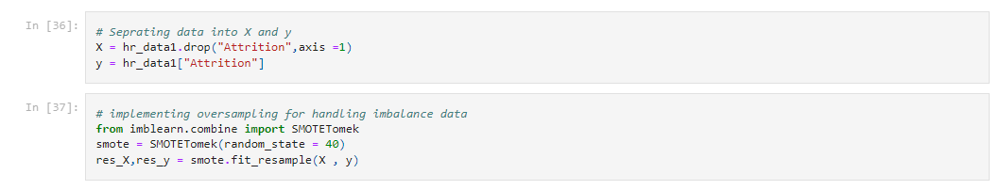 In [36]:
# Seprating data into X and y
X = hr_data1.drop("Attrition",axis =1)
y = hr_data1["Attrition"]
In [37]:
# implementing oversampling for handling imbalance data
from imblearn.combine import SMOTETomek
smote = SMOTETomek(random_state = 40)
res_X,res_y = smote.fit_resample(X , y)